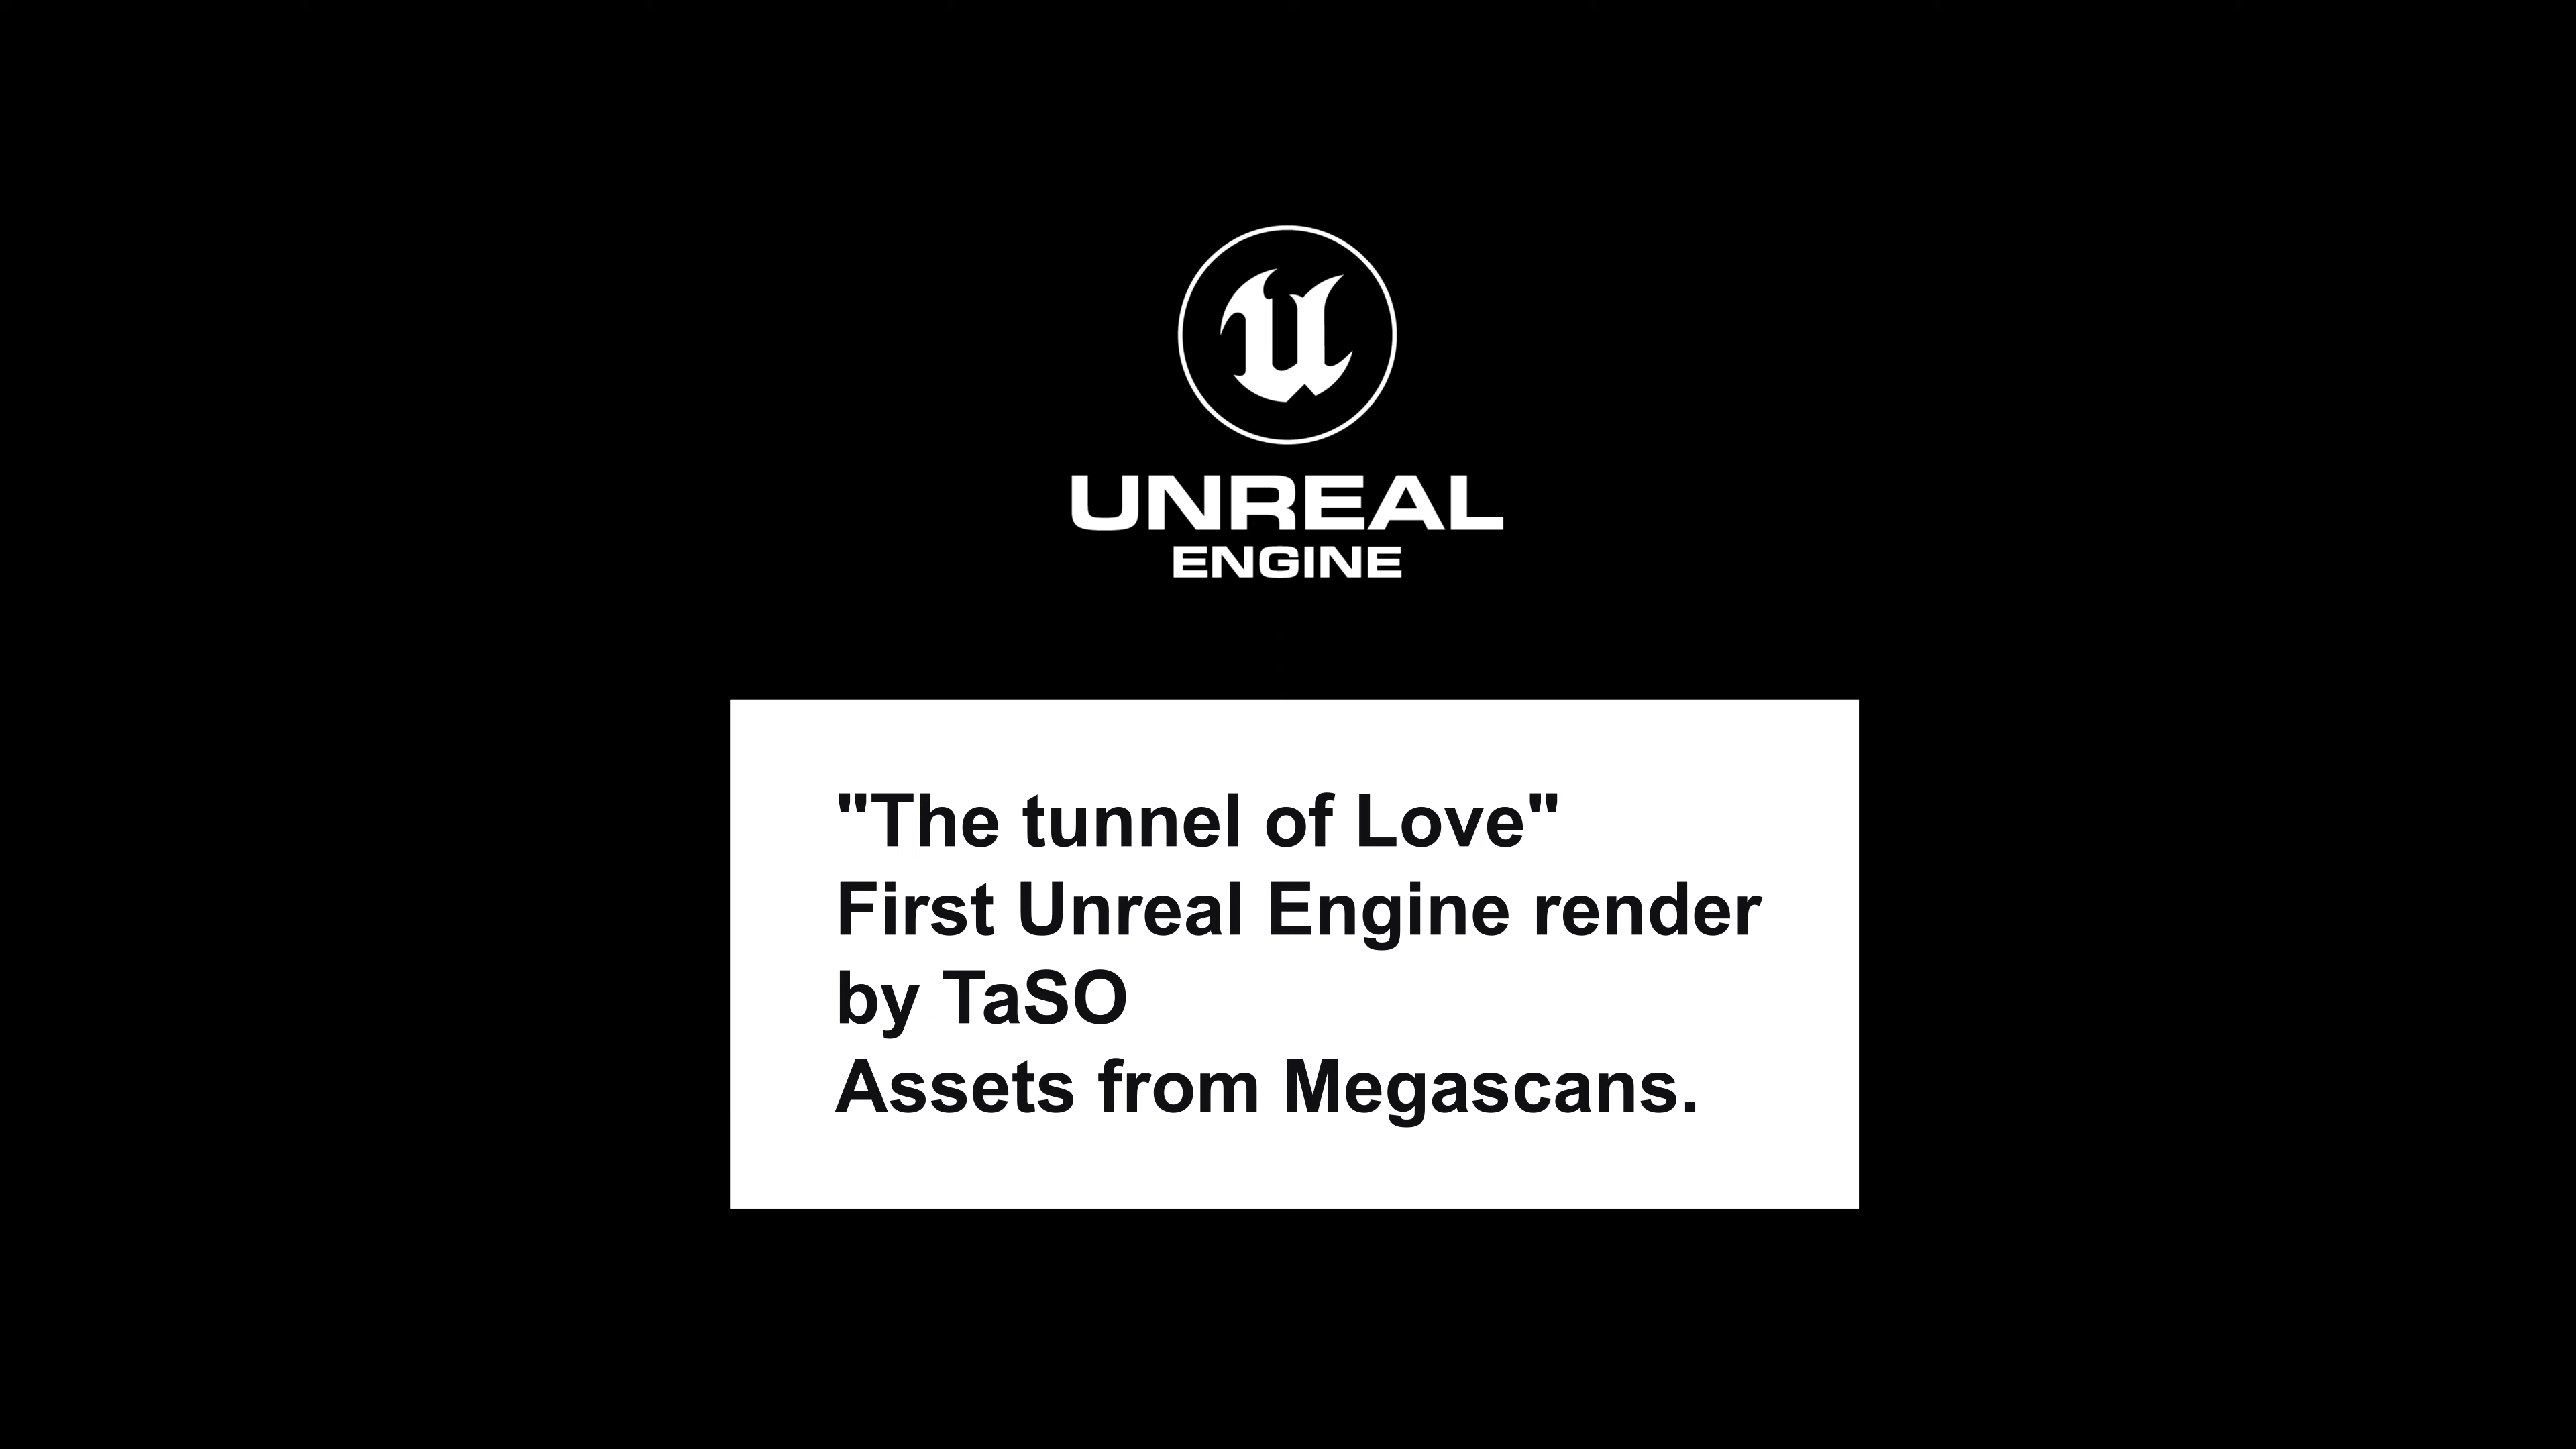 UNREAL
ENGINE
"The tunnel of Love"
First Unreal Engine render
by TaSO
Assets from Megascans.